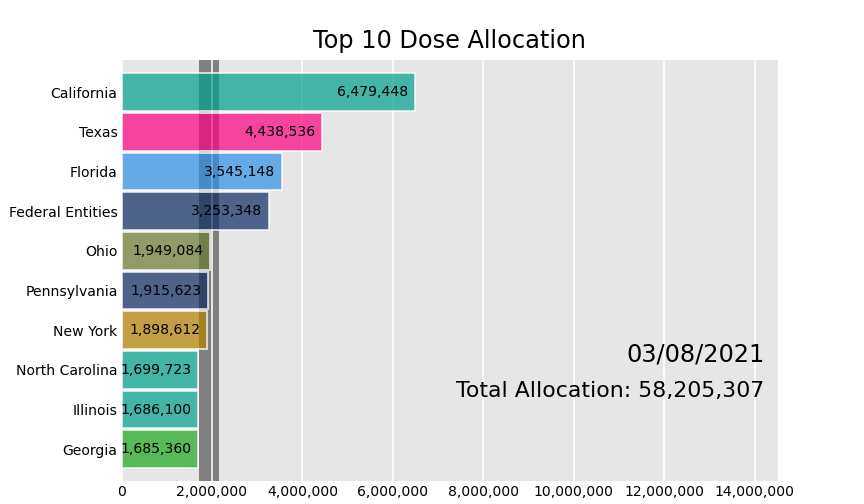 Top 10 Dose Allocation
California 6,479,448
Texas 4,438,536
Florida 3,545,148
Federal Entities 3,253,348
Ohio 1,949,084
Pennsylvania 1,915,623
New York 1,898,612
03/08/2021
North Carolina 1,699,723
Total Allocation: 58,205,307
Illinois 1,686,100
Georgia 1,685,360
0 2,000,000 4,000,000 6,000,000 8,000,000 10,000,000 12,000,000 14,000,000